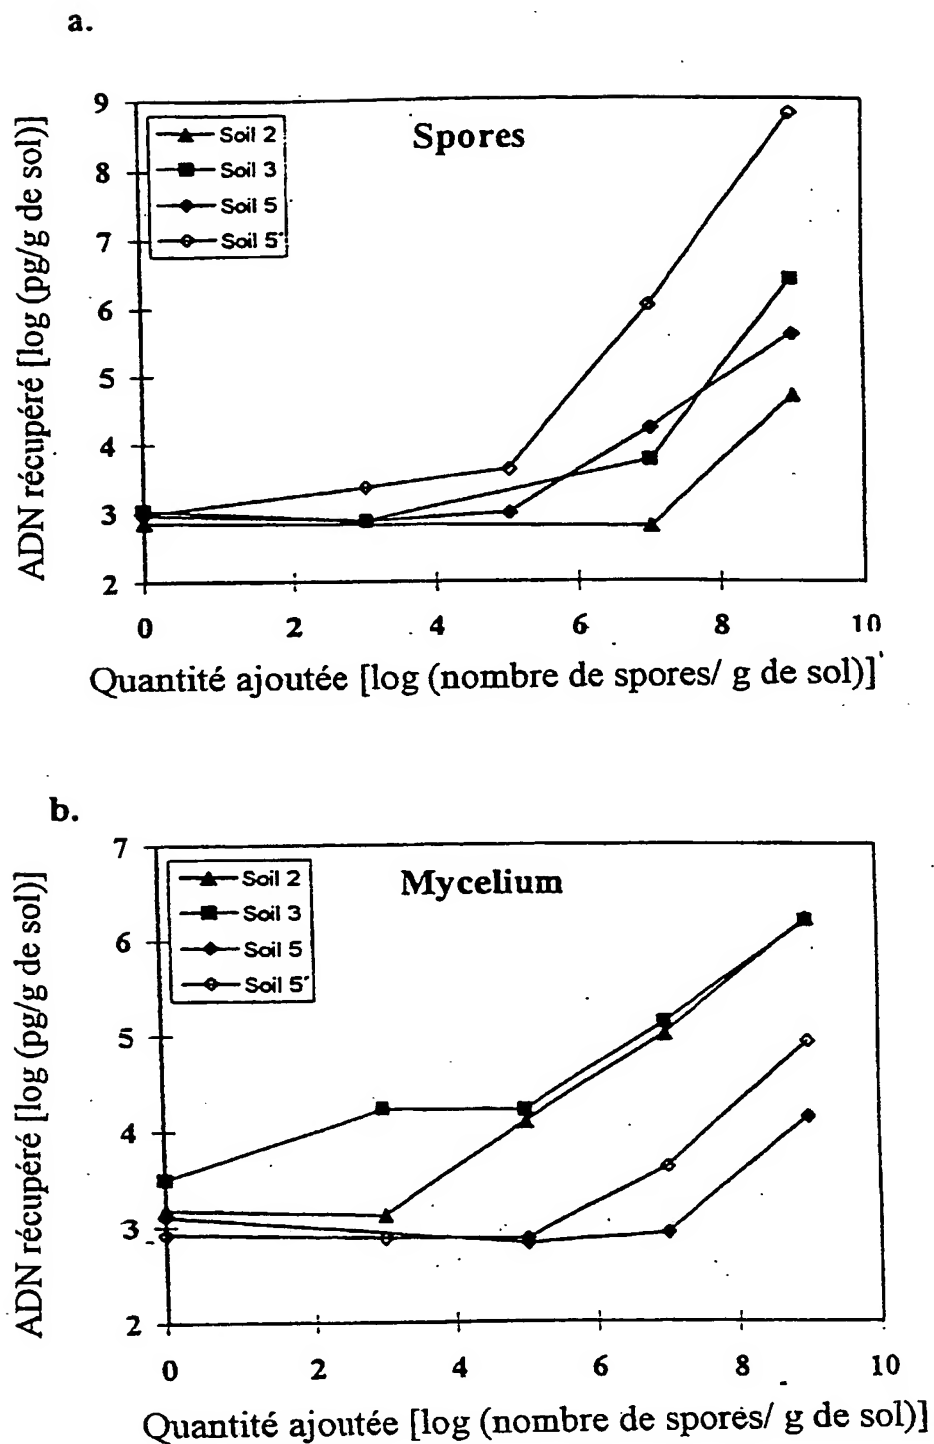 a.
9
8
7
6
5
4
3
2
ADN récupéré [log (pg/g de sol)]
Soil 2
Soil 3
Soil 5
Soil 5'
Spores
0 2 4 6 8 10
Quantité ajoutée [log (nombre de spores/ g de sol)]
b.
7
6
5
4
3
2
ADN récupéré [log (pg/g de sol)]
Soil 2
Soil 3
Soil 5
Soil 5'
Mycelium
0 2 4 6 8 10
Quantité ajoutée [log (nombre de spores/ g de sol)]